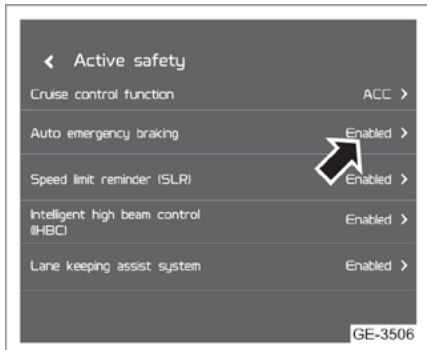 Active safety
Cruise control function ACC >
Auto emergency braking Enabled >
Speed limit reminder (SLR) Enabled >
Intelligent high beam control Enabled >
(IHBC)
Lane keeping assist system Enabled >
GE-3506